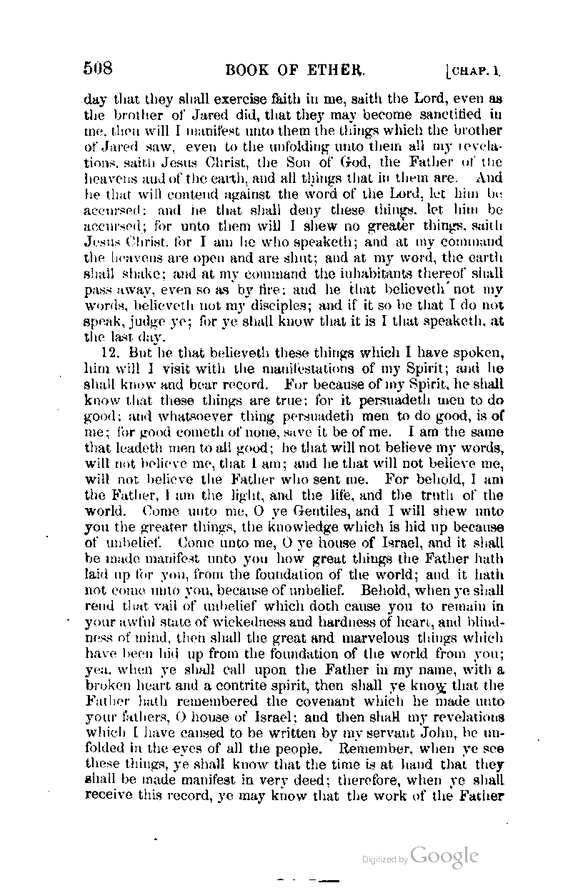 508 BOOK OF ETHER. [CHAP. 1.
day that they shall exercise faith in me, saith the Lord, even as
the brother of Jared did, that they may become sanctified in
me, then will I manifest unto them the things which the brother
of Jared saw, even to the unfolding unto them all my revela-
tions, saith Jesus Christ, the Son of God, the Father of the
heavens and of the earth, and all things that in them are. And
he that will contend against the word of the Lord, let him be
accursed; and he that shall deny these things, let him be
accursed; for unto them will I shew no greater things, saith
Jesus Christ, for I am he who speaketh; and at my command
the heavens are open and are shut; and at my word, the earth
shall shake; and at my command the inhabitants thereof shall
pass away, even so as by fire; and he that believeth not my
words, believeth not my disciples; and if it so be that I do not
speak, judge ye; for ye shall know that it is I that speaketh, at
the last day.
12. But he that believeth these things which I have spoken,
him will I visit with the manifestations of my Spirit; and he
shall know and bear record. For because of my Spirit, he shall
know that these things are true; for it persuadeth men to do
good; and whatsoever thing persuadeth men to do good, is of
me; for good cometh of none, save it be of me. I am the same
that leadeth men to all good; he that will not believe my words,
will not believe me, that I am; and he that will not believe me,
will not believe the Father who sent me. For behold, I am
the Father, I am the light, and the life, and the truth of the
world. Come unto me, O ye Gentiles, and I will shew unto
you the greater things, the knowledge which is hid up because
of unbelief. Come unto me, O ye house of Israel, and it shall
be made manifest unto you how great things the Father hath
laid up for you, from the foundation of the world; and it hath
not come unto you, because of unbelief. Behold, when ye shall
rend that vail of unbelief which doth cause you to remain in
your awful state of wickedness and hardness of heart, and blind-
ness of mind, then shall the great and marvelous things which
have been hid up from the foundation of the world from you;
yea, when ye shall call upon the Father in my name, with a
broken heart and a contrite spirit, then shall ye know that the
Father hath remembered the covenant which he made unto
your fathers, O house of Israel; and then shall my revelations
which I have caused to be written by my servant John, be un-
folded in the eyes of all the people. Remember, when ye see
these things, ye shall know that the time is at hand that they
shall be made manifest in very deed; therefore, when ye shall
receive this record, ye may know that the work of the Father
Digitized by Google